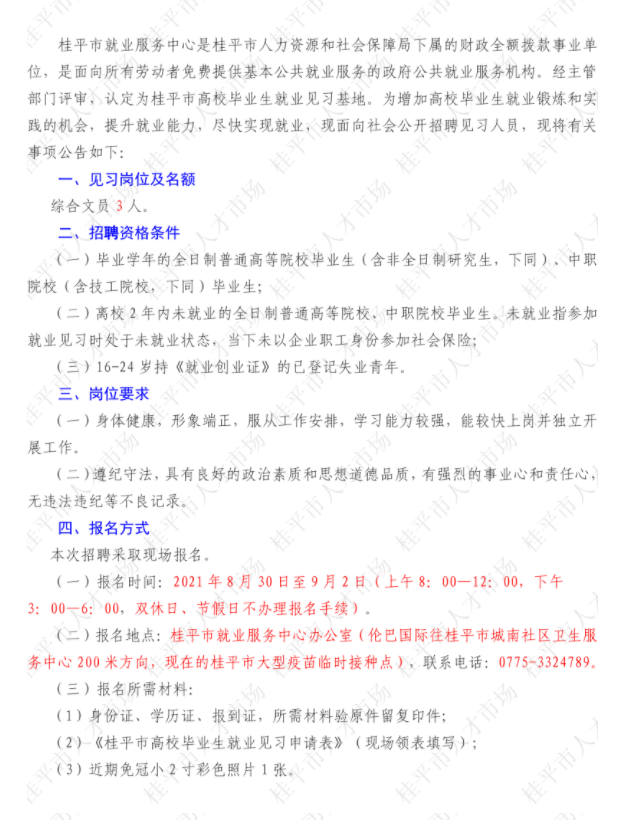 桂平市就业服务中心是桂平市人力资源和社会保障局下属的财政全额拨款事业单
位，是面向所有劳动者免费提供基本公共就业服务的政府公共就业服务机构。经主管
部门评审，认定为桂平市高校毕业生就业见习基地。为增加高校毕业生就业锻炼和实
践的机会，提升就业能力，尽快实现就业，现面向社会公开招聘见习人员，现将有关
事项公告如下：
一、见习岗位及名额
综合文员 3 人。
二、招聘资格条件
（一）毕业学年的全日制普通高等院校毕业生（含非全日制研究生，下同）、中职
院校（含技工院校，下同）毕业生；
（二）离校 2 年内未就业的全日制普通高等院校、中职院校毕业生。未就业指参加
就业见习时处于未就业状态，当下未以企业职工身份参加社会保险；
（三）16-24 岁持《就业创业证》的已登记失业青年。
三、岗位要求
（一）身体健康，形象端正，服从工作安排，学习能力较强，能较快上岗并独立开
展工作。
（二）遵纪守法，具有良好的政治素质和思想道德品质，有强烈的事业心和责任心，
无违法违纪等不良记录。
四、报名方式
本次招聘采取现场报名。
（一）报名时间：2021 年 8 月 30 日至 9 月 2 日（上午 8：00—12：00，下午
3：00—6：00，双休日、节假日不办理报名手续）。
（二）报名地点：桂平市就业服务中心办公室（伦巴国际往桂平市城南社区卫生服
务中心 200 米方向，现在的桂平市大型疫苗临时接种点），联系电话：0775-3324789。
（三）报名所需材料：
（1）身份证、学历证、报到证，所需材料验原件留复印件；
（2）《桂平市高校毕业生就业见习申请表》（现场领表填写）；
（3）近期免冠小 2 寸彩色照片 1 张。
桂平市人才市场